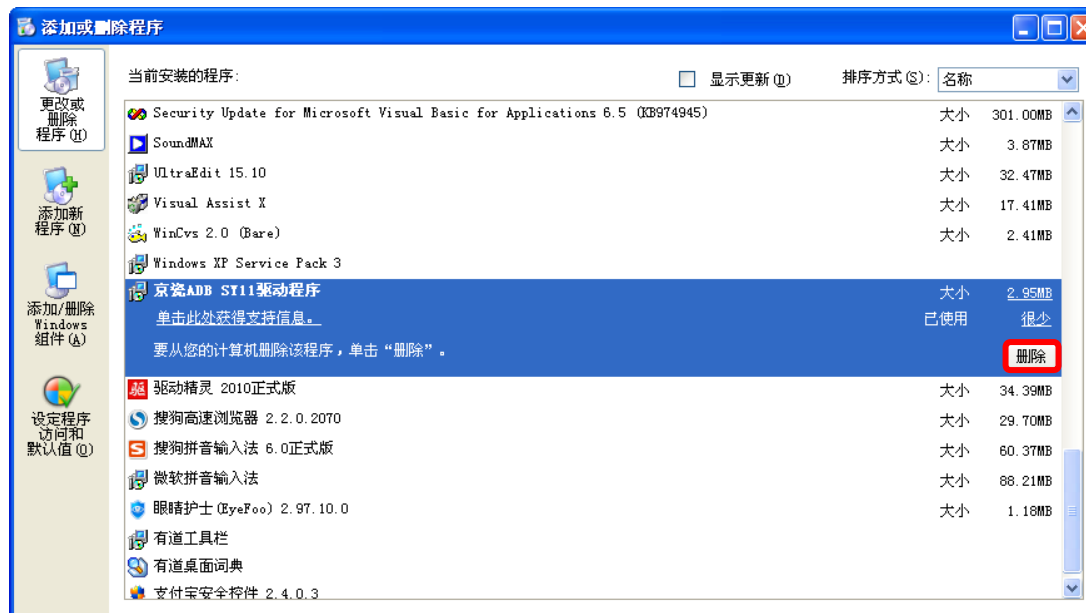 添加或删除程序
更改或
删除
程序(H)
添加新
程序(N)
添加/删除
Windows
组件(A)
设定程序
访问和
默认值(O)
当前安装的程序:
显示更新(D)
排序方式(S): 名称
Security Update for Microsoft Visual Basic for Applications 6.5 (KB974945) 大小 301.00MB
SoundMAX 大小 3.87MB
UltraEdit 15.10 大小 32.47MB
Visual Assist X 大小 17.41MB
WinCvs 2.0 (Bare) 大小 2.41MB
Windows XP Service Pack 3
京瓷ADB SY11驱动程序 大小 2.95MB
单击此处获得支持信息。 已使用 很少
要从您的计算机删除该程序，单击“删除”。 删除
驱动精灵 2010正式版 大小 34.39MB
搜狗高速浏览器 2.2.0.2070 大小 29.70MB
搜狗拼音输入法 6.0正式版 大小 60.37MB
微软拼音输入法 大小 88.21MB
眼睛护士(EyeFoo) 2.97.10.0 大小 1.18MB
有道工具栏
有道桌面词典
支付宝安全控件 2.4.0.3